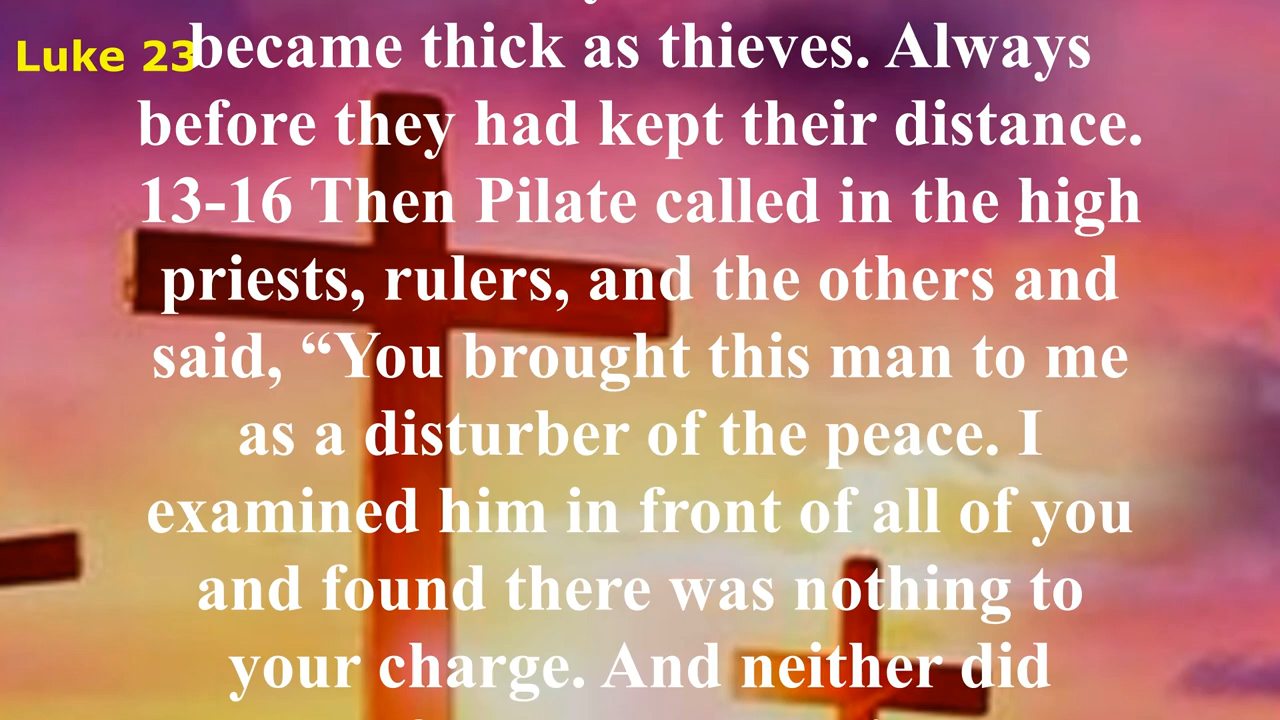 Luke 23
became thick as thieves. Always
before they had kept their distance.
13-16 Then Pilate called in the high
priests, rulers, and the others and
said, “You brought this man to me
as a disturber of the peace. I
examined him in front of all of you
and found there was nothing to
your charge. And neither did